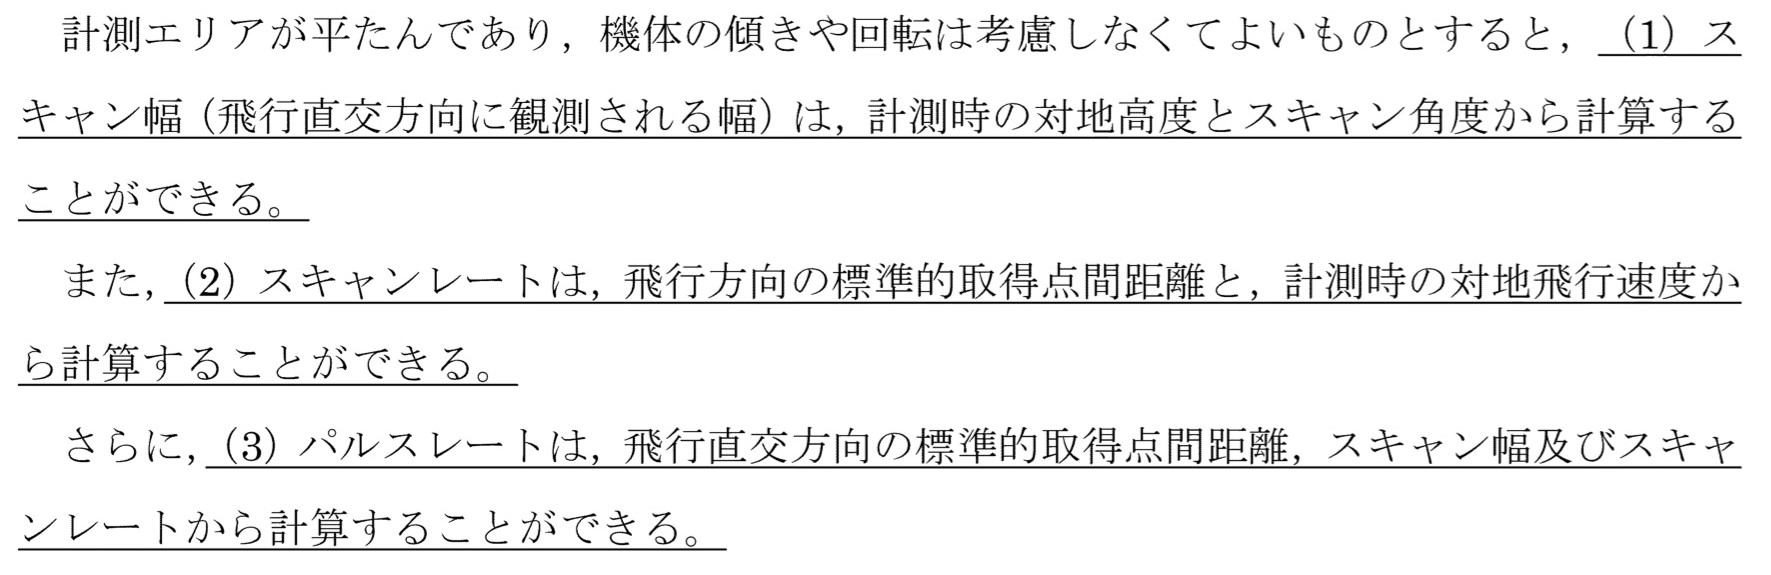 計測エリアが平たんであり，機体の傾きや回転は考慮しなくてよいものとすると，（1）ス
キャン幅（飛行直交方向に観測される幅）は，計測時の対地高度とスキャン角度から計算する
ことができる。
また，（2）スキャンレートは，飛行方向の標準的取得点間距離と，計測時の対地飛行速度か
ら計算することができる。
さらに，（3）パルスレートは，飛行直交方向の標準的取得点間距離，スキャン幅及びスキャ
ンレートから計算することができる。